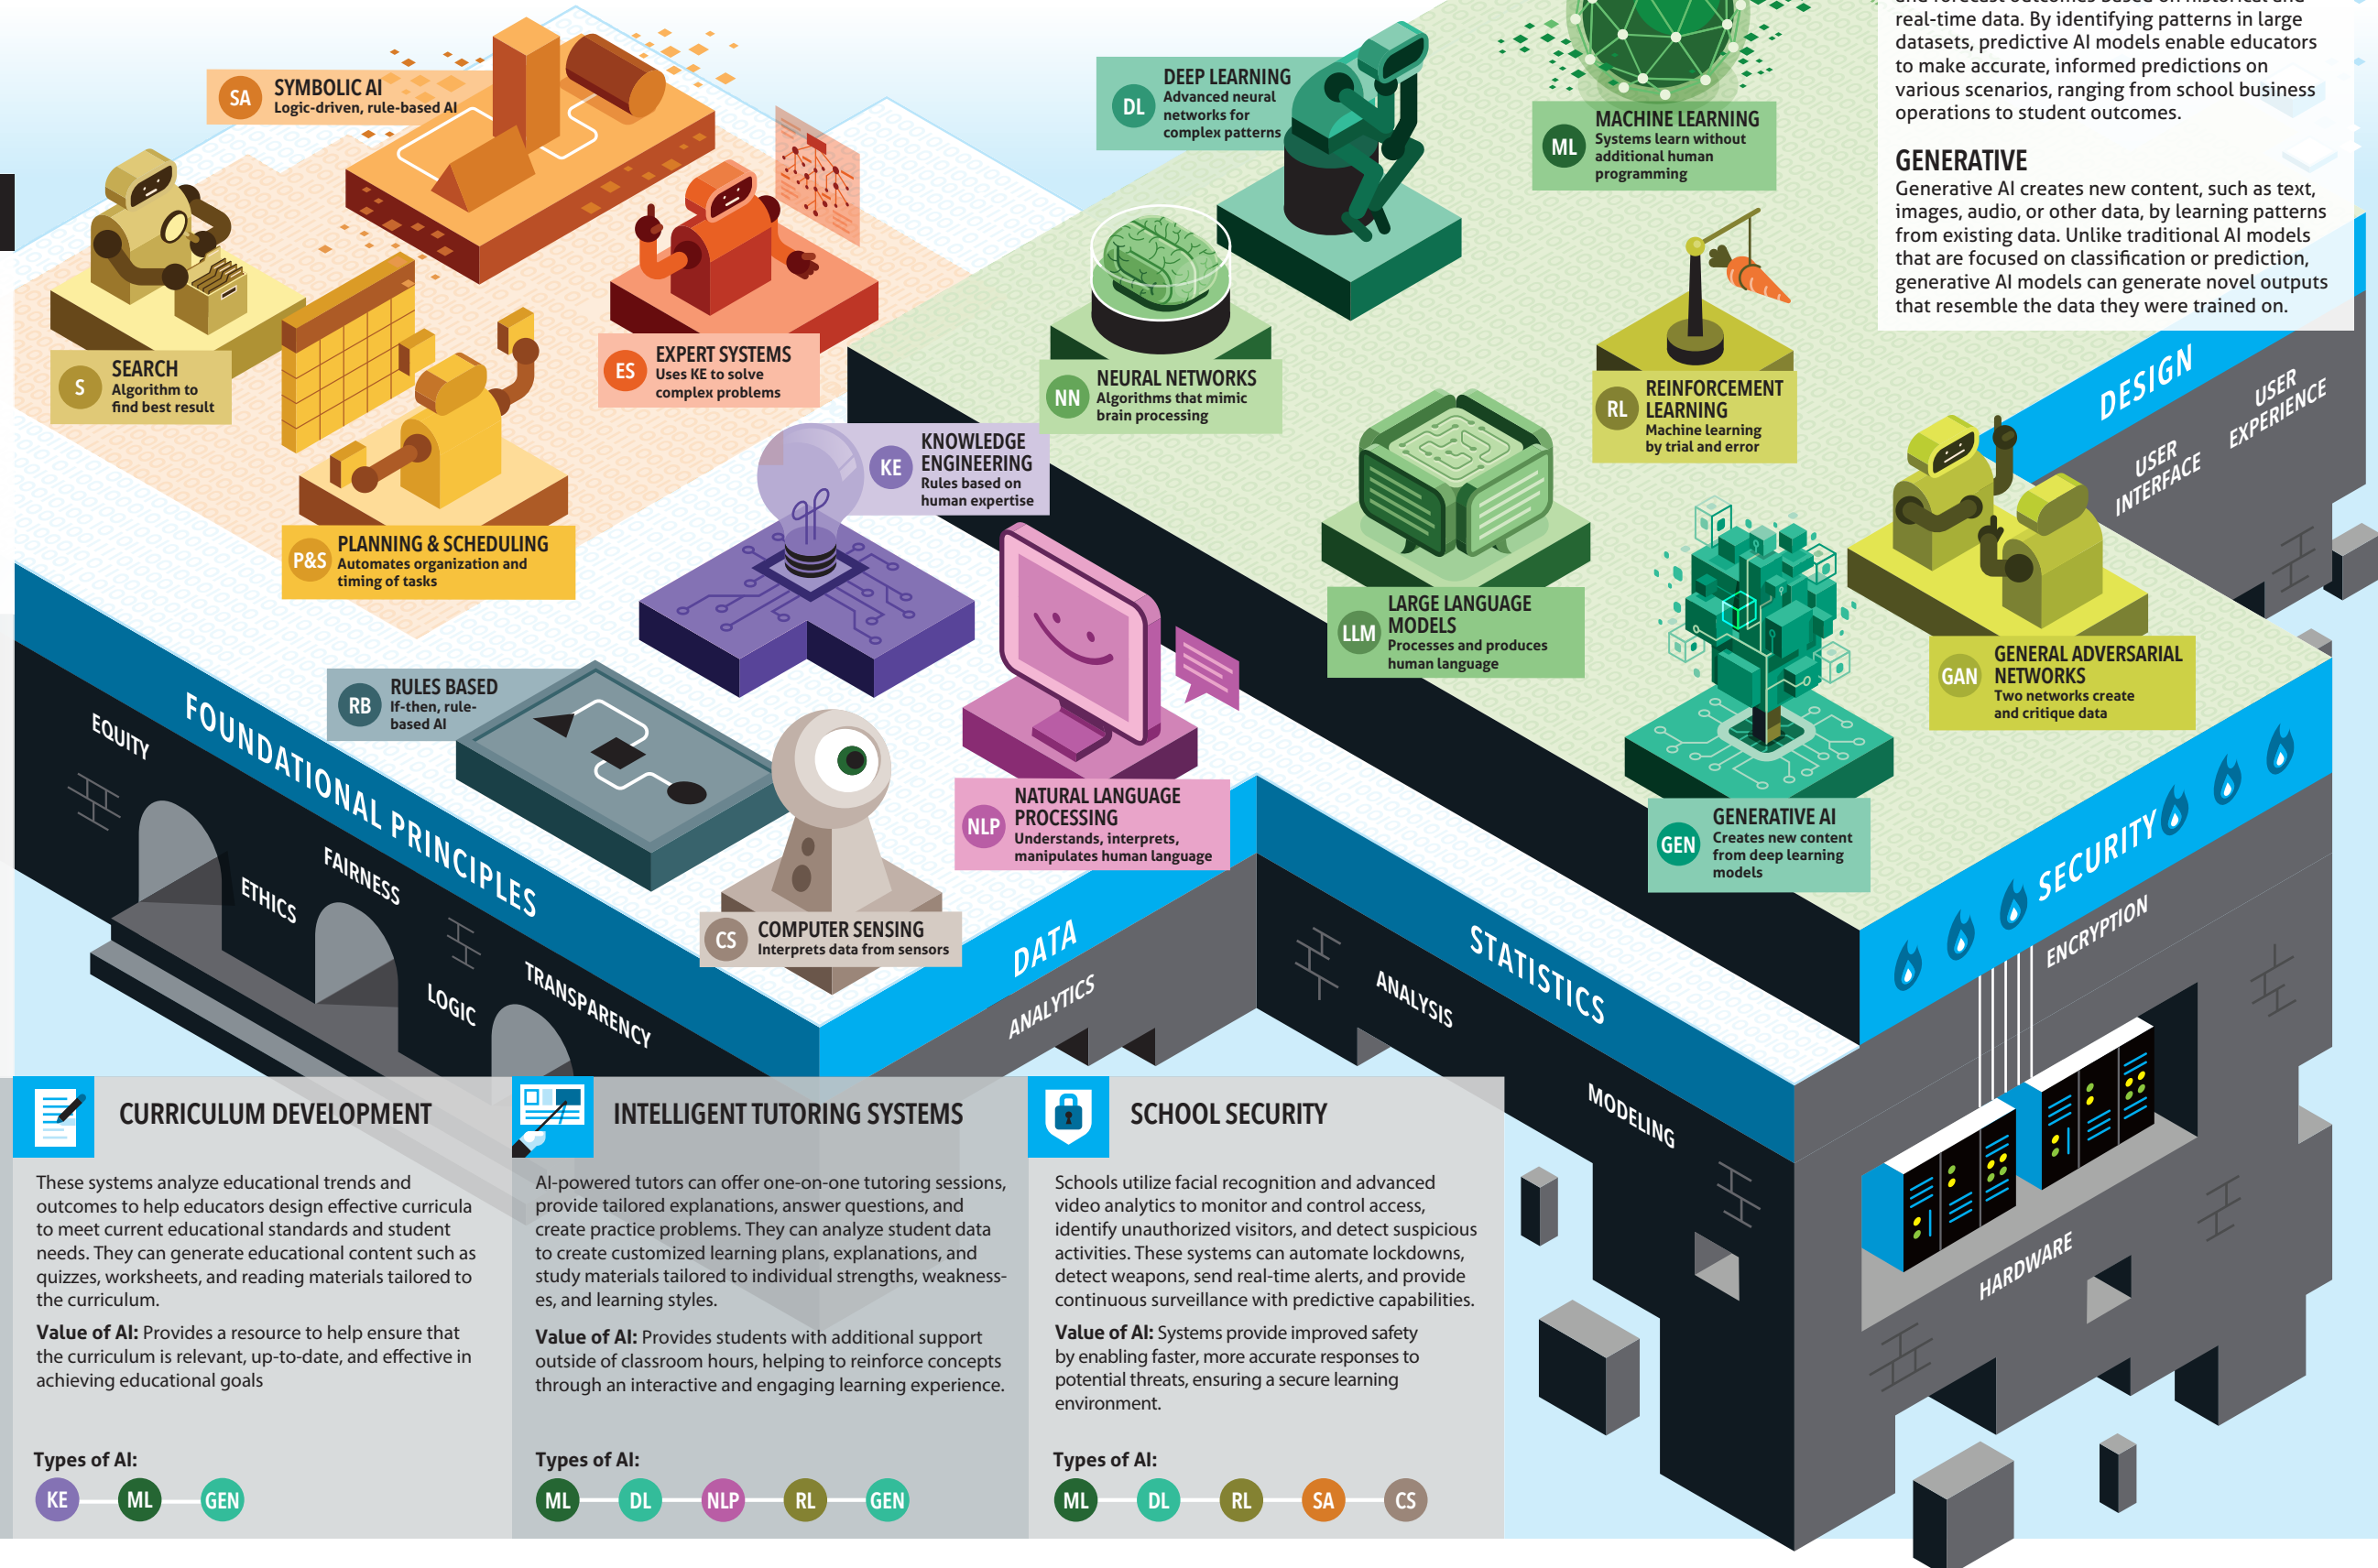 SA
SYMBOLIC AI
Logic-driven, rule-based AI
S
SEARCH
Algorithm to
find best result
ES
EXPERT SYSTEMS
Uses KE to solve
complex problems
P&S
PLANNING & SCHEDULING
Automates organization and
timing of tasks
KE
KNOWLEDGE
ENGINEERING
Rules based on
human expertise
RB
RULES BASED
If-then, rule-
based AI
CS
COMPUTER SENSING
Interprets data from sensors
NLP
NATURAL LANGUAGE
PROCESSING
Understands, interprets,
manipulates human language
DL
DEEP LEARNING
Advanced neural
networks for
complex patterns
ML
MACHINE LEARNING
Systems learn without
additional human
programming
NN
NEURAL NETWORKS
Algorithms that mimic
brain processing
RL
REINFORCEMENT
LEARNING
Machine learning
by trial and error
LLM
LARGE LANGUAGE
MODELS
Processes and produces
human language
GAN
GENERAL ADVERSARIAL
NETWORKS
Two networks create
and critique data
GEN
GENERATIVE AI
Creates new content
from deep learning
models
and forecast outcomes based on historical and
real-time data. By identifying patterns in large
datasets, predictive AI models enable educators
to make accurate, informed predictions on
various scenarios, ranging from school business
operations to student outcomes.
GENERATIVE
Generative AI creates new content, such as text,
images, audio, or other data, by learning patterns
from existing data. Unlike traditional AI models
that are focused on classification or prediction,
generative AI models can generate novel outputs
that resemble the data they were trained on.
DESIGN
USER
INTERFACE
USER
EXPERIENCE
FOUNDATIONAL PRINCIPLES
EQUITY
ETHICS
FAIRNESS
LOGIC
TRANSPARENCY
DATA
ANALYTICS
STATISTICS
ANALYSIS
MODELING
SECURITY
ENCRYPTION
HARDWARE
CURRICULUM DEVELOPMENT
These systems analyze educational trends and
outcomes to help educators design effective curricula
to meet current educational standards and student
needs. They can generate educational content such as
quizzes, worksheets, and reading materials tailored to
the curriculum.
Value of AI: Provides a resource to help ensure that
the curriculum is relevant, up-to-date, and effective in
achieving educational goals
Types of AI:
KE ML GEN
INTELLIGENT TUTORING SYSTEMS
AI-powered tutors can offer one-on-one tutoring sessions,
provide tailored explanations, answer questions, and
create practice problems. They can analyze student data
to create customized learning plans, explanations, and
study materials tailored to individual strengths, weakness-
es, and learning styles.
Value of AI: Provides students with additional support
outside of classroom hours, helping to reinforce concepts
through an interactive and engaging learning experience.
Types of AI:
ML DL NLP RL GEN
SCHOOL SECURITY
Schools utilize facial recognition and advanced
video analytics to monitor and control access,
identify unauthorized visitors, and detect suspicious
activities. These systems can automate lockdowns,
detect weapons, send real-time alerts, and provide
continuous surveillance with predictive capabilities.
Value of AI: Systems provide improved safety
by enabling faster, more accurate responses to
potential threats, ensuring a secure learning
environment.
Types of AI:
ML DL RL SA CS